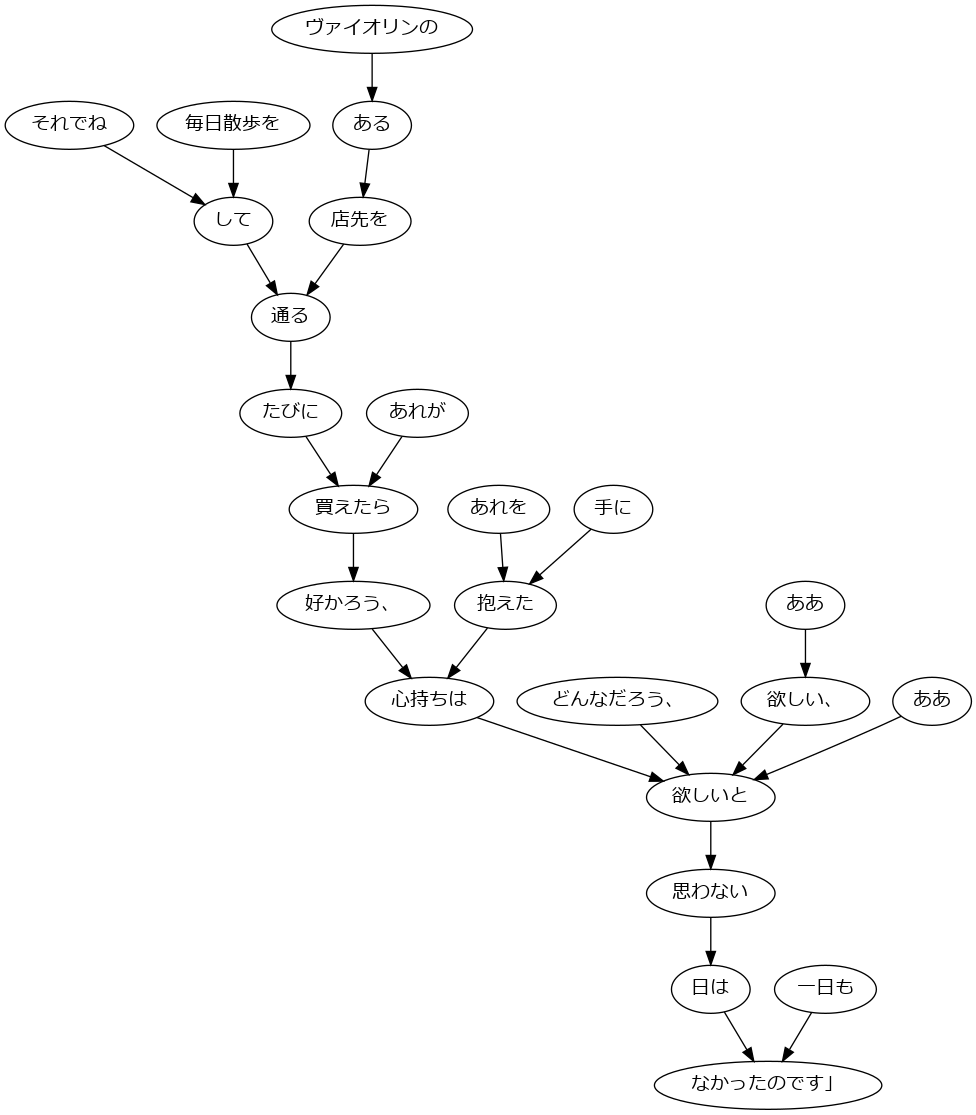 ヴァイオリンの
それでね
毎日散歩を
ある
して
店先を
通る
たびに
あれが
買えたら
あれを
手に
好かろう、
抱えた
ああ
心持ちは
どんなだろう、
欲しい、
ああ
欲しいと
思わない
日は
一日も
なかったのです」